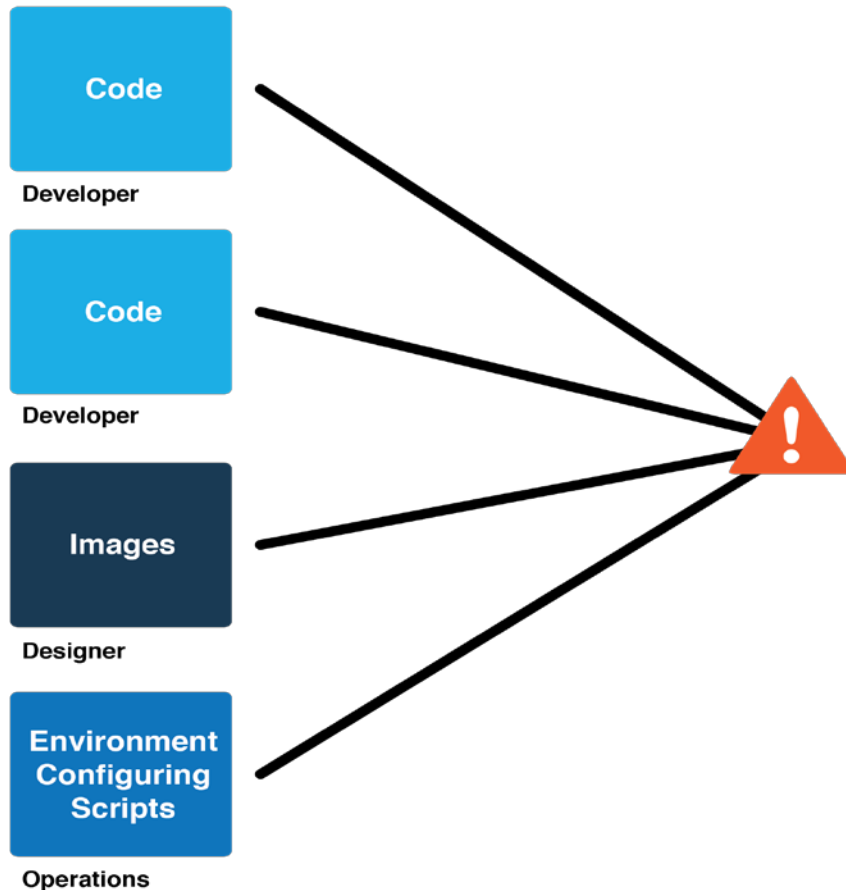 Code
Developer
Code
Developer
Images
Designer
Environment
Configuring
Scripts
Operations
!